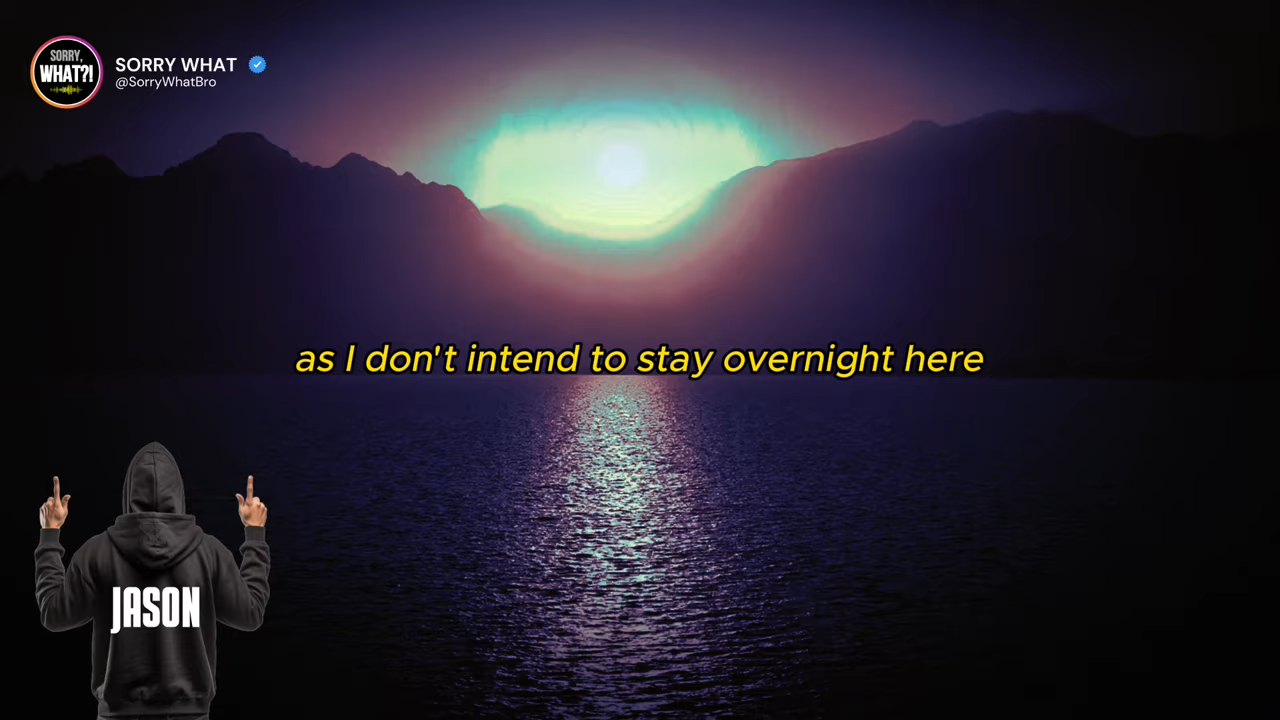 SORRY,
WHAT?!
SORRY WHAT
@SorryWhatBro
as I don't intend to stay overnight here
JASON